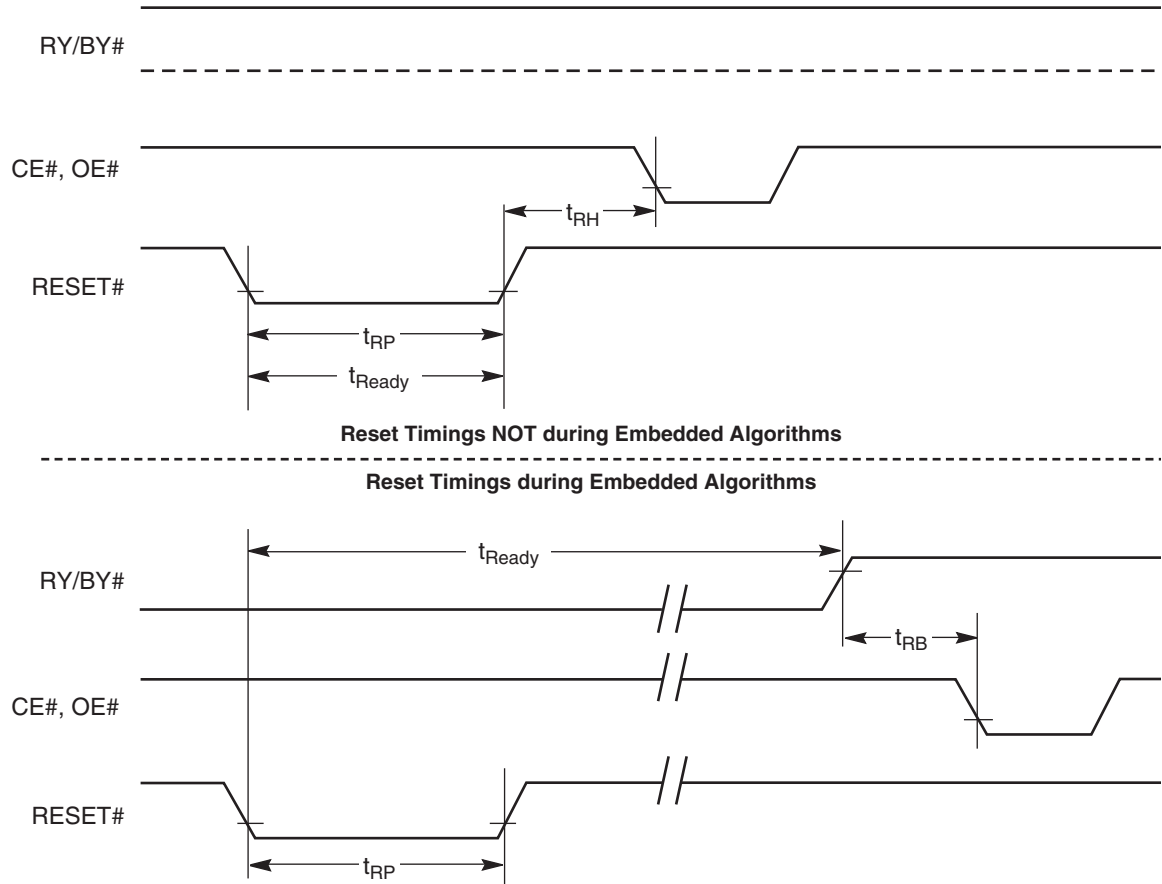 RY/BY#
CE#, OE#
tRH
RESET#
tRP
tReady
Reset Timings NOT during Embedded Algorithms
Reset Timings during Embedded Algorithms
tReady
RY/BY#
tRB
CE#, OE#
RESET#
tRP